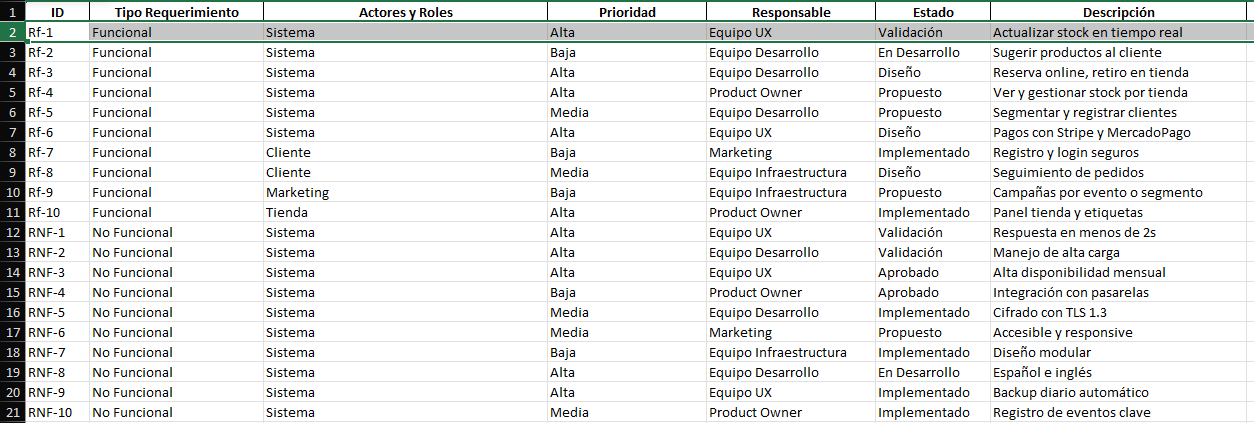 1 ID Tipo Requerimiento Actores y Roles Prioridad Responsable Estado Descripción
2 Rf-1 Funcional Sistema Alta Equipo UX Validación Actualizar stock en tiempo real
3 Rf-2 Funcional Sistema Baja Equipo Desarrollo En Desarrollo Sugerir productos al cliente
4 Rf-3 Funcional Sistema Alta Equipo Desarrollo Diseño Reserva online, retiro en tienda
5 Rf-4 Funcional Sistema Alta Product Owner Propuesto Ver y gestionar stock por tienda
6 Rf-5 Funcional Sistema Media Equipo Desarrollo Propuesto Segmentar y registrar clientes
7 Rf-6 Funcional Sistema Alta Equipo UX Diseño Pagos con Stripe y MercadoPago
8 Rf-7 Funcional Cliente Baja Marketing Implementado Registro y login seguros
9 Rf-8 Funcional Cliente Media Equipo Infraestructura Diseño Seguimiento de pedidos
10 Rf-9 Funcional Marketing Baja Equipo Infraestructura Propuesto Campañas por evento o segmento
11 Rf-10 Funcional Tienda Alta Product Owner Implementado Panel tienda y etiquetas
12 RNF-1 No Funcional Sistema Alta Equipo UX Validación Respuesta en menos de 2s
13 RNF-2 No Funcional Sistema Alta Equipo Desarrollo Validación Manejo de alta carga
14 RNF-3 No Funcional Sistema Alta Equipo UX Aprobado Alta disponibilidad mensual
15 RNF-4 No Funcional Sistema Baja Product Owner Aprobado Integración con pasarelas
16 RNF-5 No Funcional Sistema Media Equipo Desarrollo Implementado Cifrado con TLS 1.3
17 RNF-6 No Funcional Sistema Media Marketing Propuesto Accesible y responsive
18 RNF-7 No Funcional Sistema Baja Equipo Infraestructura Implementado Diseño modular
19 RNF-8 No Funcional Sistema Alta Equipo Desarrollo En Desarrollo Español e inglés
20 RNF-9 No Funcional Sistema Alta Equipo UX Implementado Backup diario automático
21 RNF-10 No Funcional Sistema Media Product Owner Implementado Registro de eventos clave